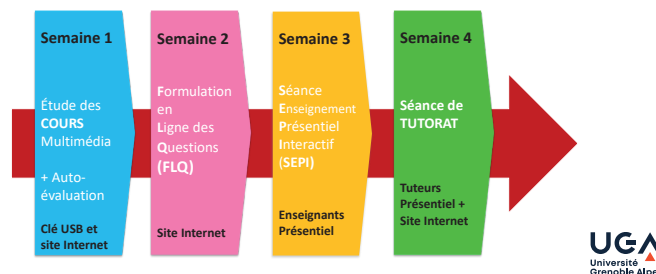 Semaine 1
Étude des
COURS
Multimédia
+ Auto-
évaluation
Clé USB et
site Internet
Semaine 2
Formulation
en
Ligne des
Questions
(FLQ)
Site Internet
Semaine 3
Séance
Enseignement
Présentiel
Interactif
(SEPI)
Enseignants
Présentiel
Semaine 4
Séance de
TUTORAT
Tuteurs
Présentiel +
Site Internet
UGA
Université
Grenoble Alpes